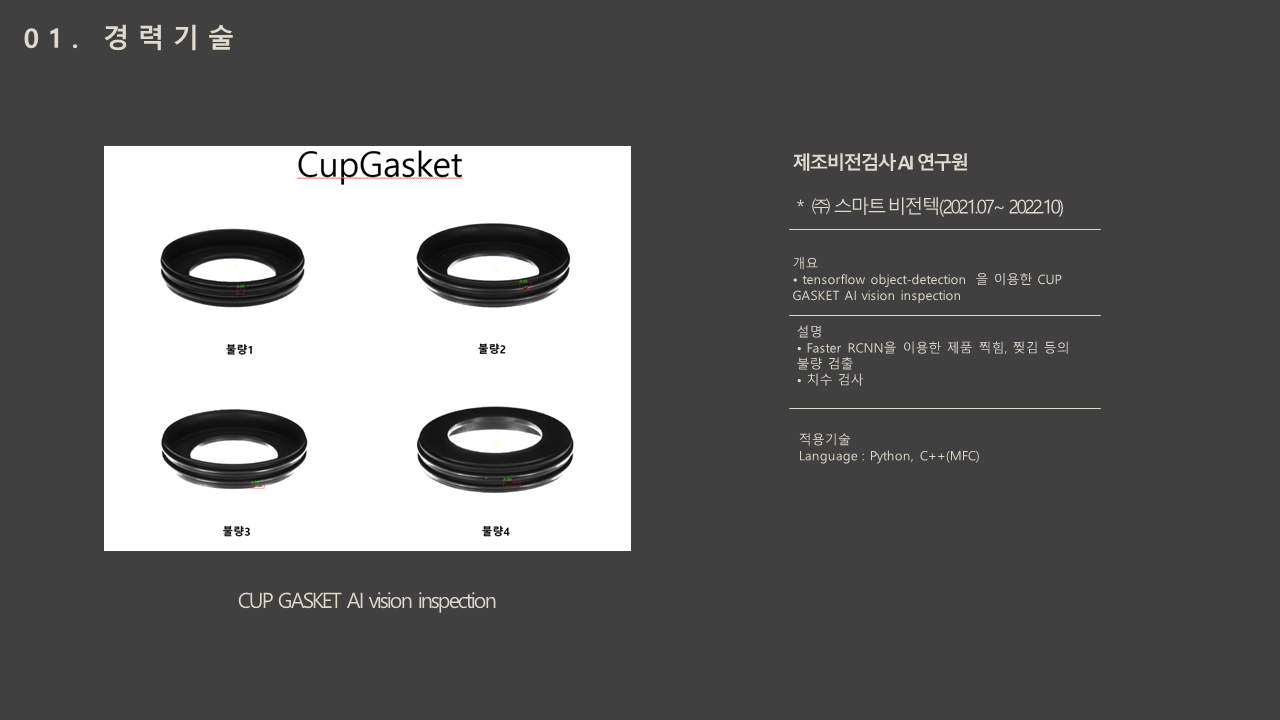 01. 경력기술
CupGasket
불량1
불량2
불량3
불량4
CUP GASKET AI vision inspection
제조비전검사 AI 연구원
* ㈜ 스마트 비전텍(2021.07~ 2022.10)
개요
• tensorflow object-detection 을 이용한 CUP
GASKET AI vision inspection
설명
• Faster RCNN을 이용한 제품 찍힘, 찢김 등의
불량 검출
• 치수 검사
적용기술
Language : Python, C++(MFC)